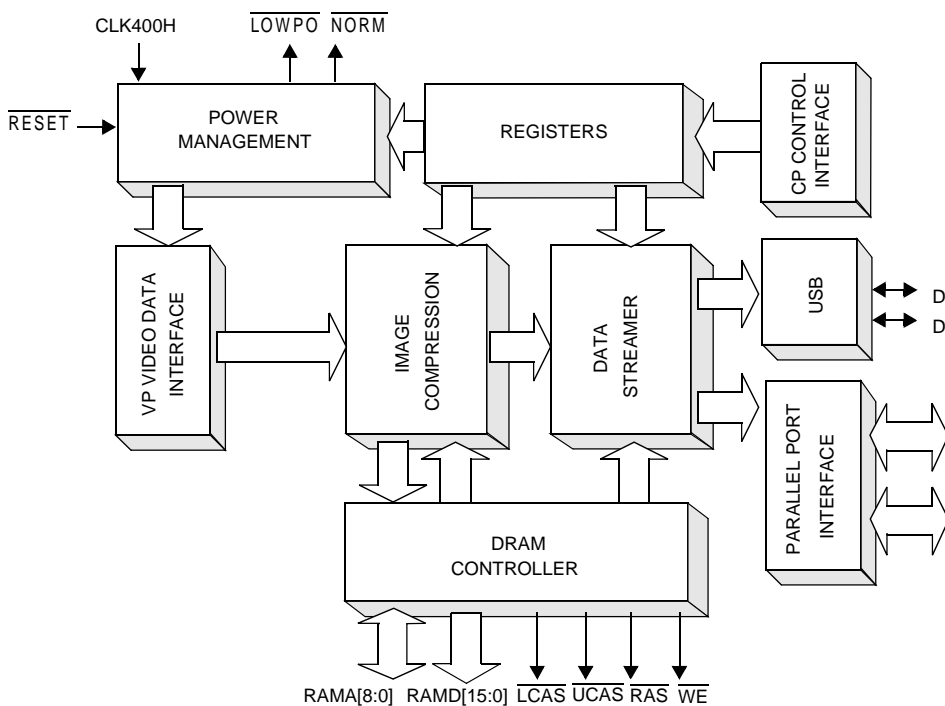 CLK400H
LOWPO NORM
RESET
POWER
MANAGEMENT
REGISTERS
CP CONTROL
INTERFACE
VP VIDEO DATA
INTERFACE
IMAGE
COMPRESSION
DATA
STREAMER
USB
D
D
PARALLEL PORT
INTERFACE
DRAM
CONTROLLER
RAMA[8:0] RAMD[15:0] LCAS UCAS RAS WE